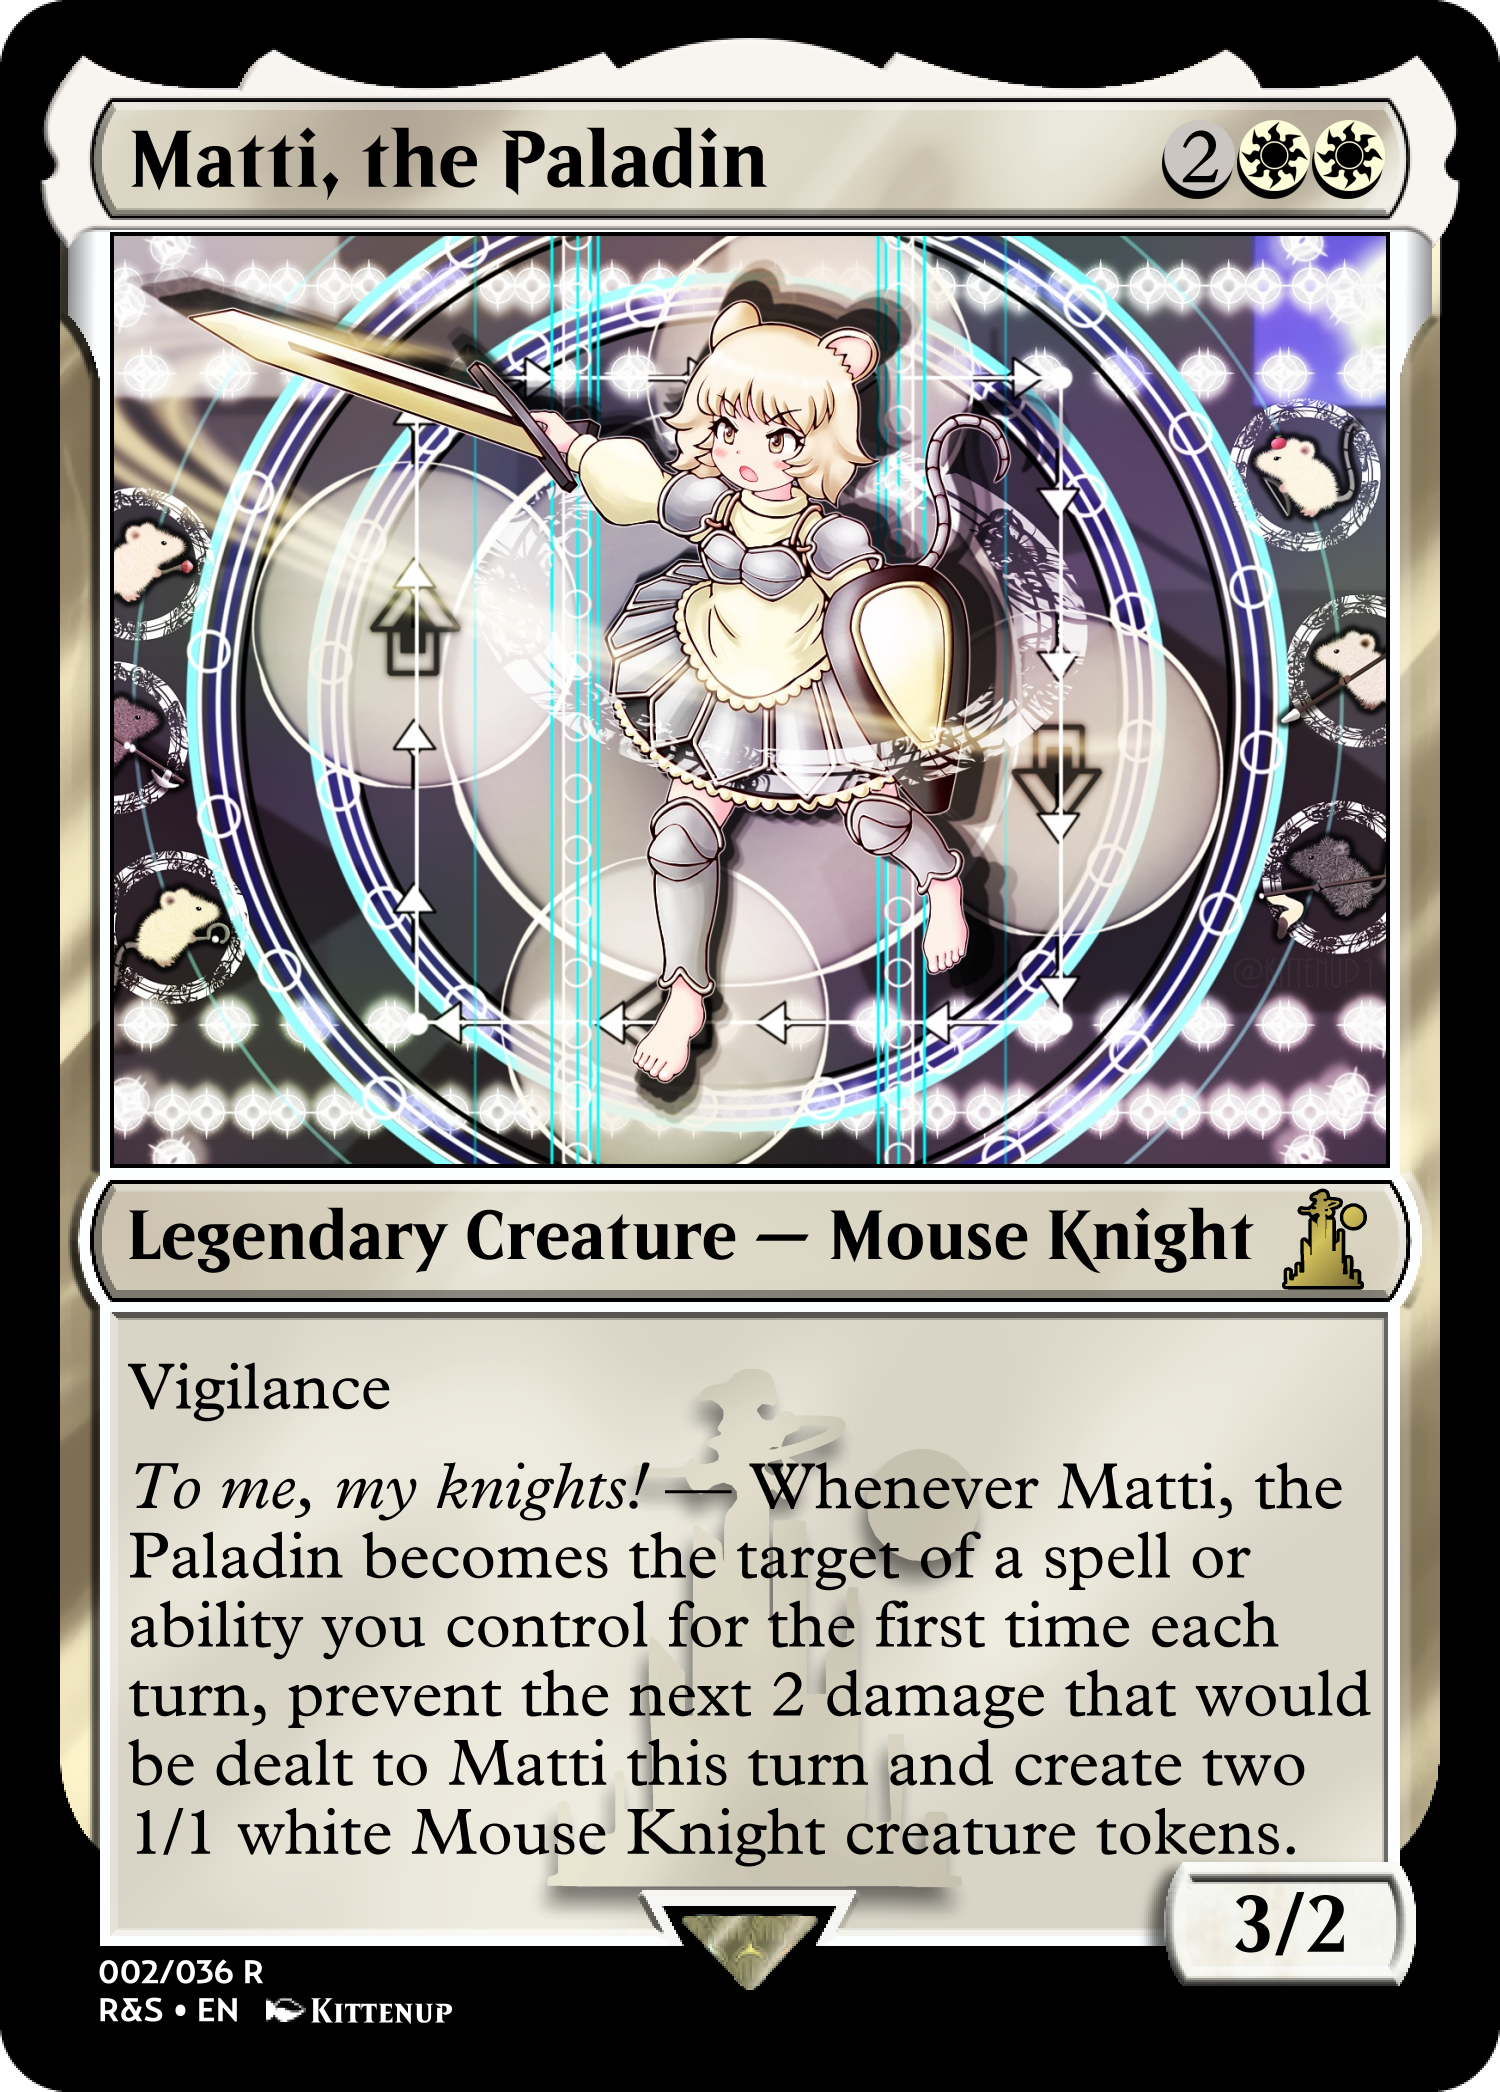 Matti, the Paladin 2
@KITTENUP1
Legendary Creature — Mouse Knight
Vigilance
To me, my knights! — Whenever Matti, the
Paladin becomes the target of a spell or
ability you control for the first time each
turn, prevent the next 2 damage that would
be dealt to Matti this turn and create two
1/1 white Mouse Knight creature tokens.
3/2
002/036 R
R&S • EN KITTENUP